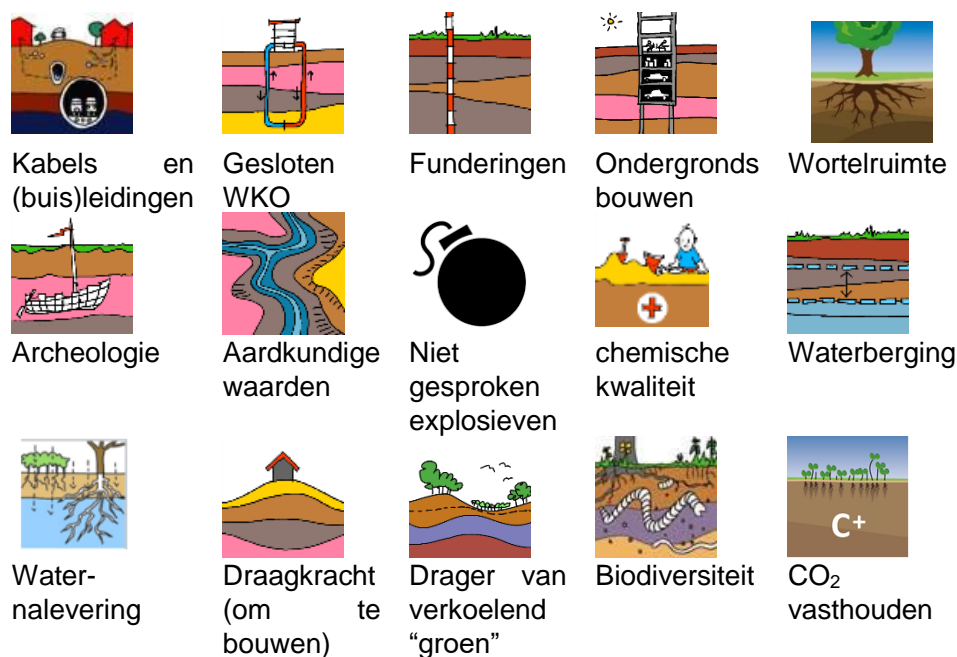 Kabels en
(buis)leidingen
Gesloten
WKO
Funderingen
Ondergronds
bouwen
Wortelruimte
Archeologie
Aardkundige
waarden
Niet
gesproken
explosieven
chemische
kwaliteit
Waterberging
C+
Water-
nalevering
Draagkracht
(om te
bouwen)
Drager van
verkoelend
“groen”
Biodiversiteit
CO₂
vasthouden